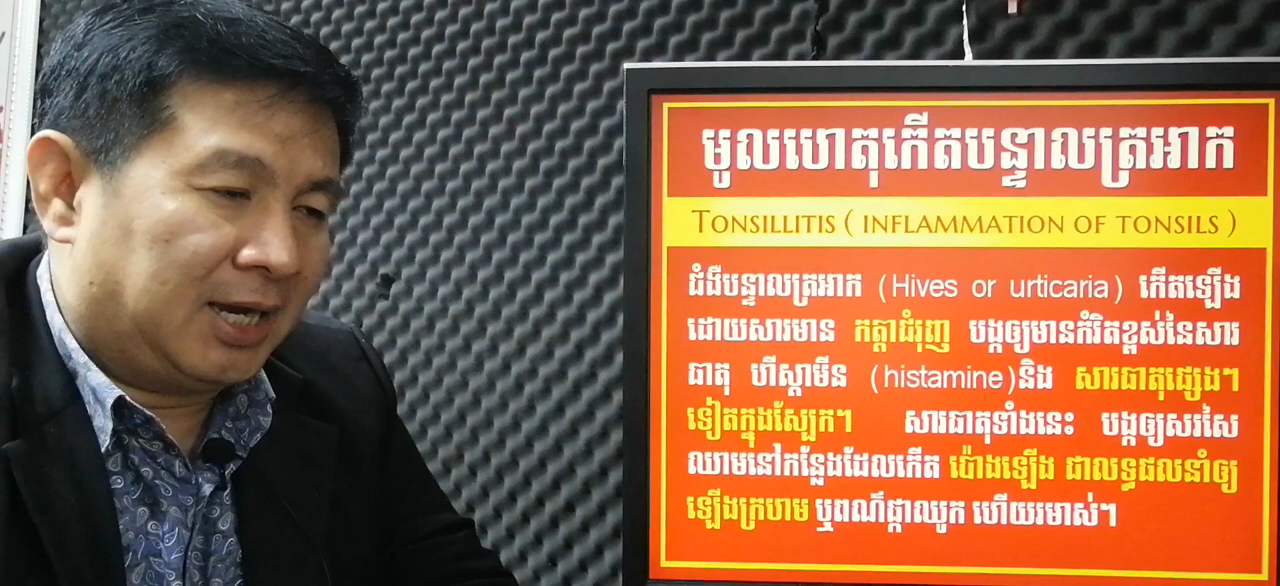 មូលហេតុកើតបន្ទាលត្រអាក
TONSILLITIS ( INFLAMMATION OF TONSILS )
ជំងឺបន្ទាលត្រអាក (Hives or urticaria) កើតឡើង
ដោយសារមាន កត្តាជំរុញ បង្កឲ្យមានកំរិតខ្ពស់នៃសារ
ធាតុ ហីស្តាមីន (histamine)និង សារធាតុផ្សេងៗ
ទៀតក្នុងស្បែក។ សារធាតុទាំងនេះ បង្កឲ្យសរសៃ
ឈាមនៅកន្លែងដែលកើត ប៉ោងឡើង ជាលទ្ធផលនាំឲ្យ
ឡើងក្រហម ឬពណ៌ផ្កាឈូក ហើយរមាស់ៗ